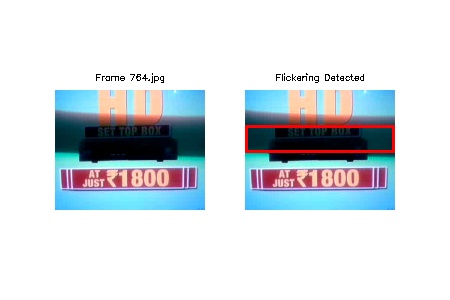 Frame 764.jpg
HD
SET TOP BOX
AT JUST ₹1800
Flickering Detected
HD
SET TOP BOX
AT JUST ₹1800